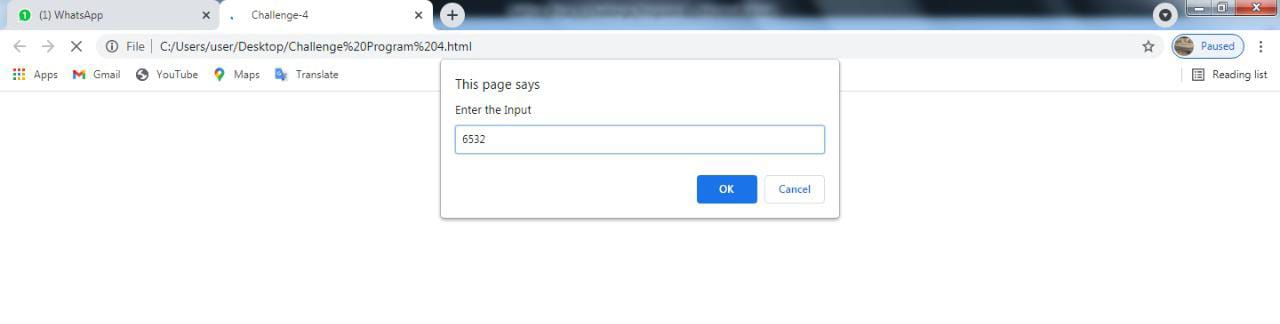 (1) WhatsApp
Challenge-4
File | C:/Users/user/Desktop/Challenge%20Program%204.html
Paused
Apps Gmail YouTube Maps Translate
Reading list
This page says
Enter the Input
6532
OK Cancel